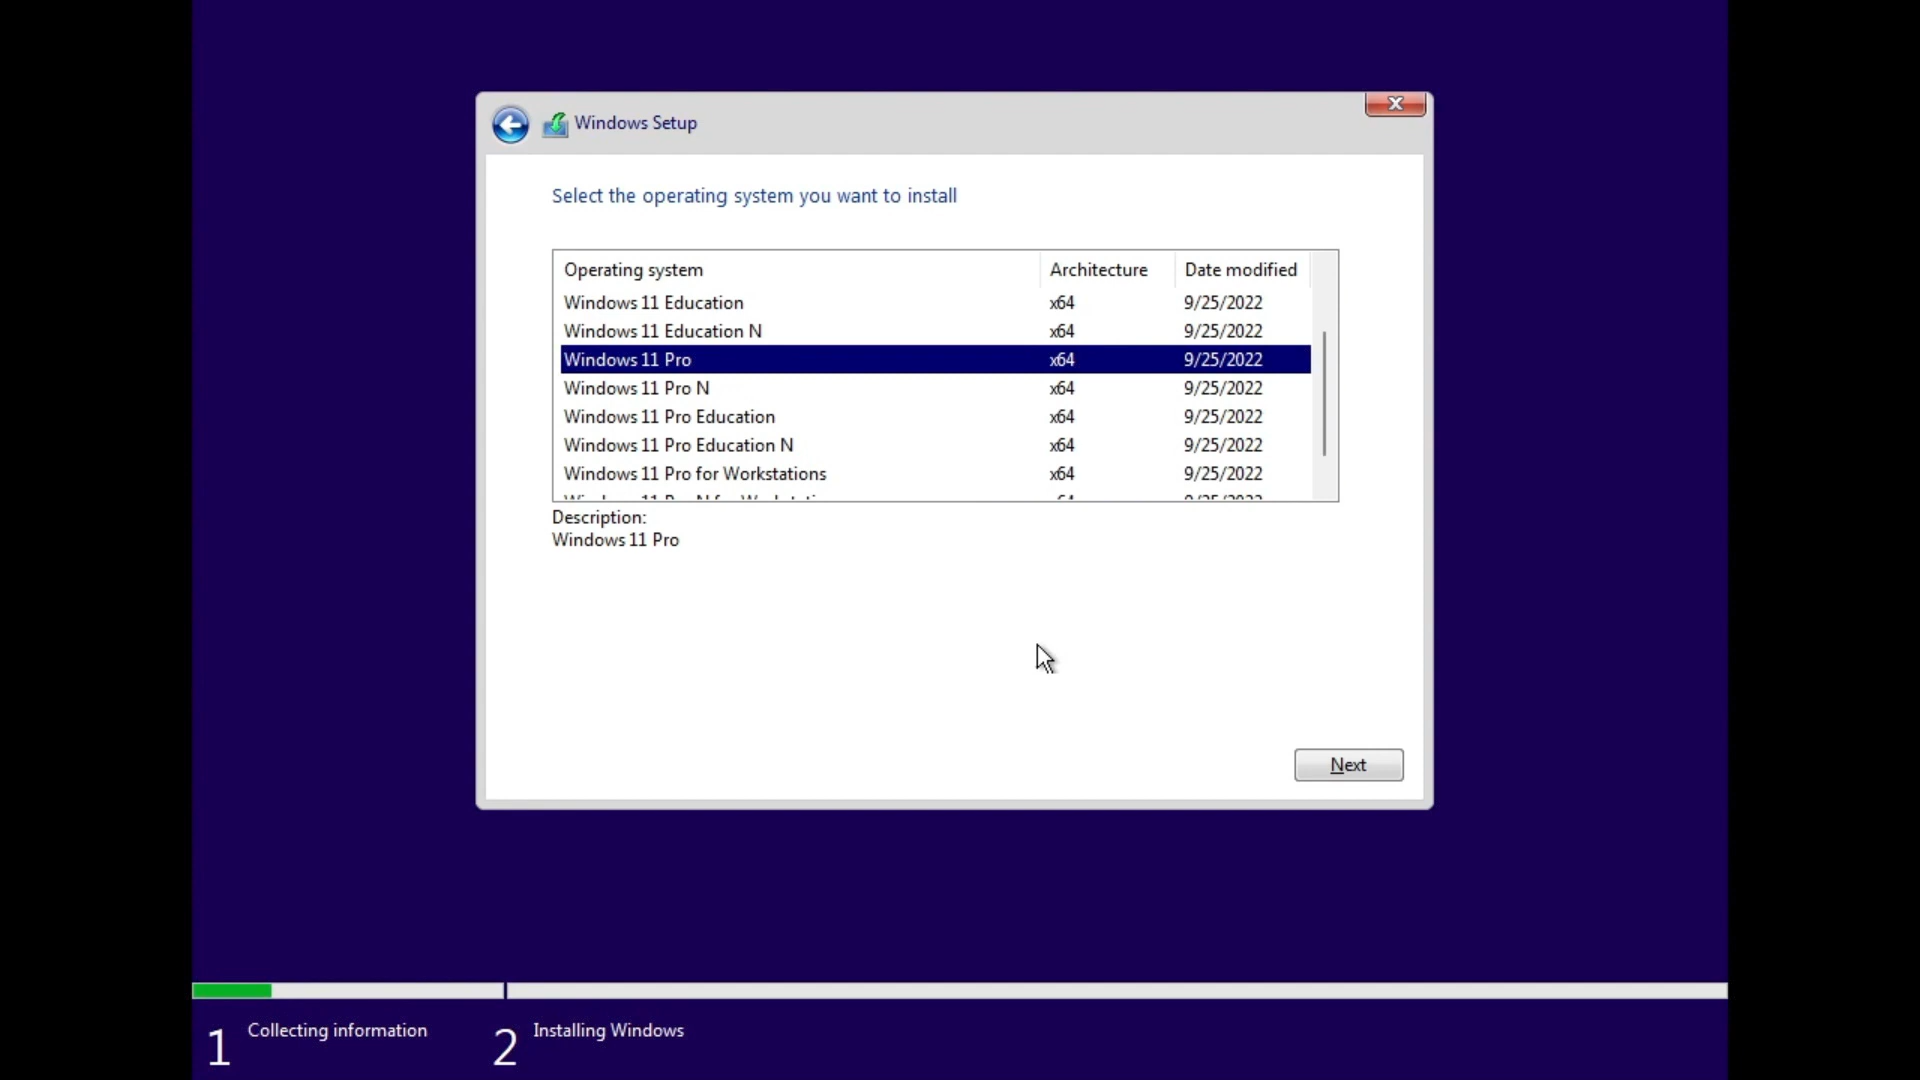 Windows Setup
Select the operating system you want to install
Operating system Architecture Date modified
Windows 11 Education x64 9/25/2022
Windows 11 Education N x64 9/25/2022
Windows 11 Pro x64 9/25/2022
Windows 11 Pro N x64 9/25/2022
Windows 11 Pro Education x64 9/25/2022
Windows 11 Pro Education N x64 9/25/2022
Windows 11 Pro for Workstations x64 9/25/2022
Description:
Windows 11 Pro
Next
1 Collecting information 2 Installing Windows